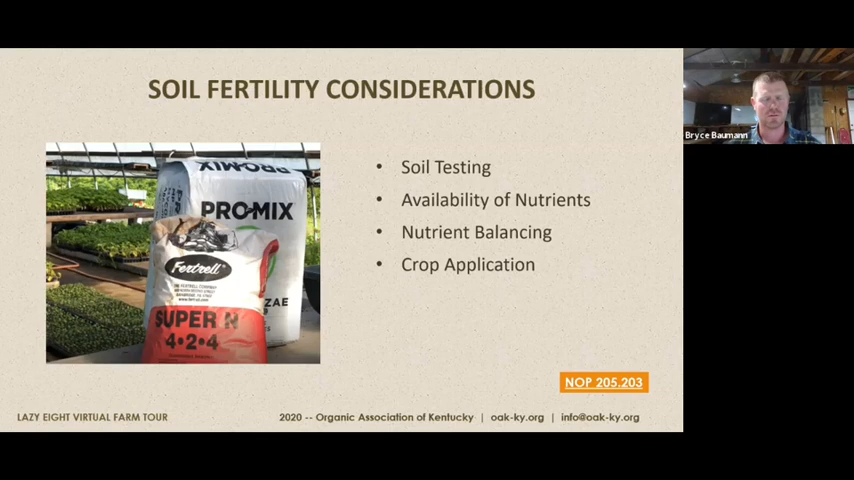 SOIL FERTILITY CONSIDERATIONS
Bryce Baumann
PRO-MIX
PRO-MIX
Fertrell
SUPER N
4-2-4
ZAE
• Soil Testing
• Availability of Nutrients
• Nutrient Balancing
• Crop Application
NOP 205.203
LAZY EIGHT VIRTUAL FARM TOUR
2020 -- Organic Association of Kentucky | oak-ky.org | info@oak-ky.org